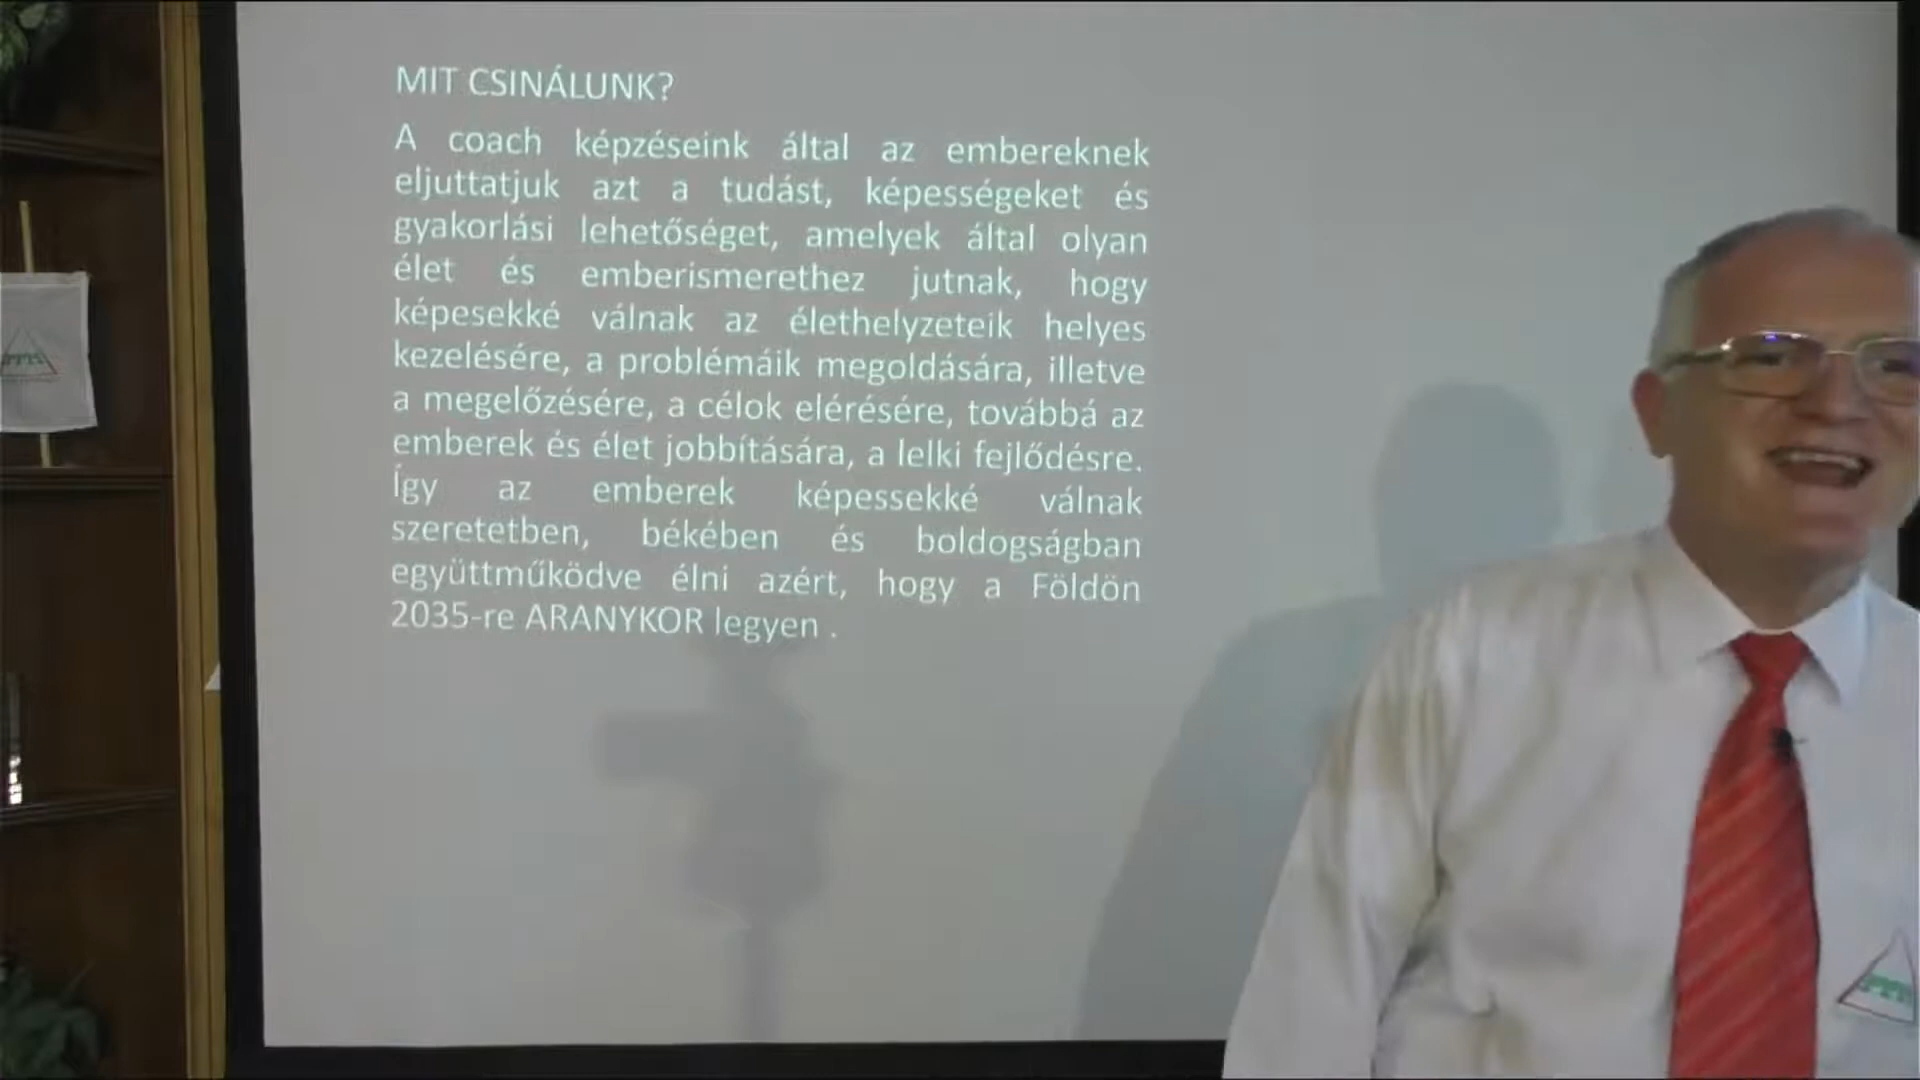 MIT CSINÁLUNK?
A coach képzéseink által az embereknek
eljuttatjuk azt a tudást, képességeket és
gyakorlási lehetőséget, amelyek által olyan
élet és emberismerethez jutnak, hogy
képesekké válnak az élethelyzeteik helyes
kezelésére, a problémáik megoldására, illetve
a megelőzésére, a célok elérésére, továbbá az
emberek és élet jobbítására, a lelki fejlődésre.
Így az emberek képessekké válnak
szeretetben, békében és boldogságban
együttműködve élni azért, hogy a Földön
2035-re ARANYKOR legyen .